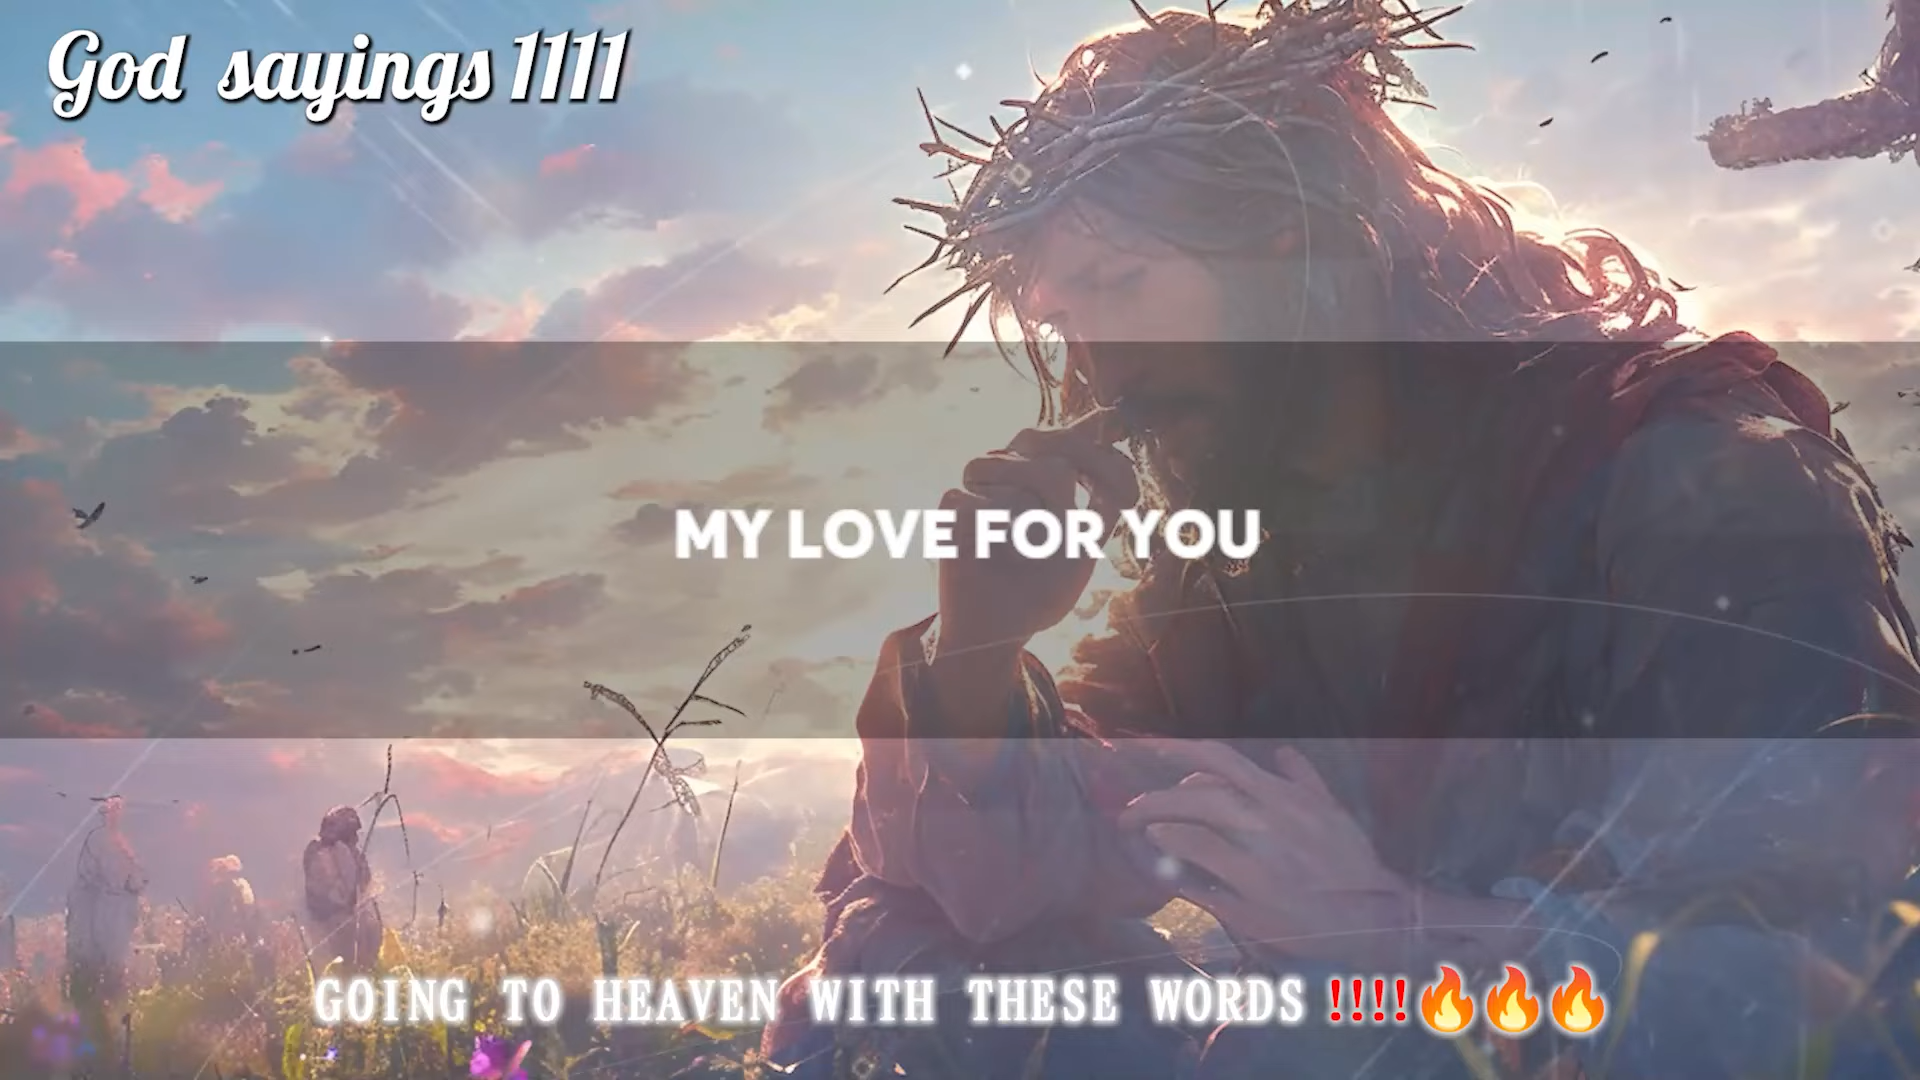 God sayings 1111
MY LOVE FOR YOU
GOING TO HEAVEN WITH THESE WORDS !!!!🔥🔥🔥